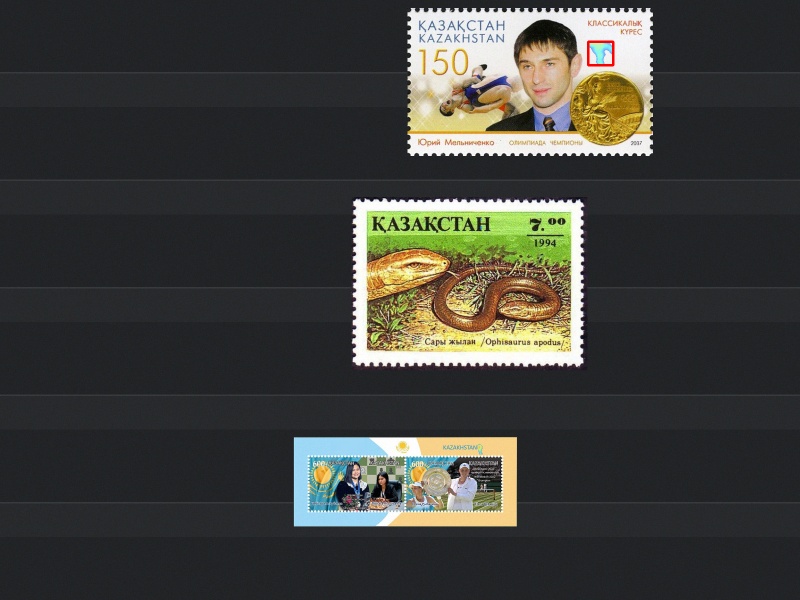 ҚАЗАҚСТАН
KAZAKHSTAN
150
КЛАССИКАЛЫҚ
КҮРЕС
Юрий Мельниченко
ОЛИМПИАДА ЧЕМПИОНЫ
2007
ҚАЗАҚСТАН
7.00
1994
Сары жылан /Ophisaurus apodus/
KAZAKHSTAN
600
600